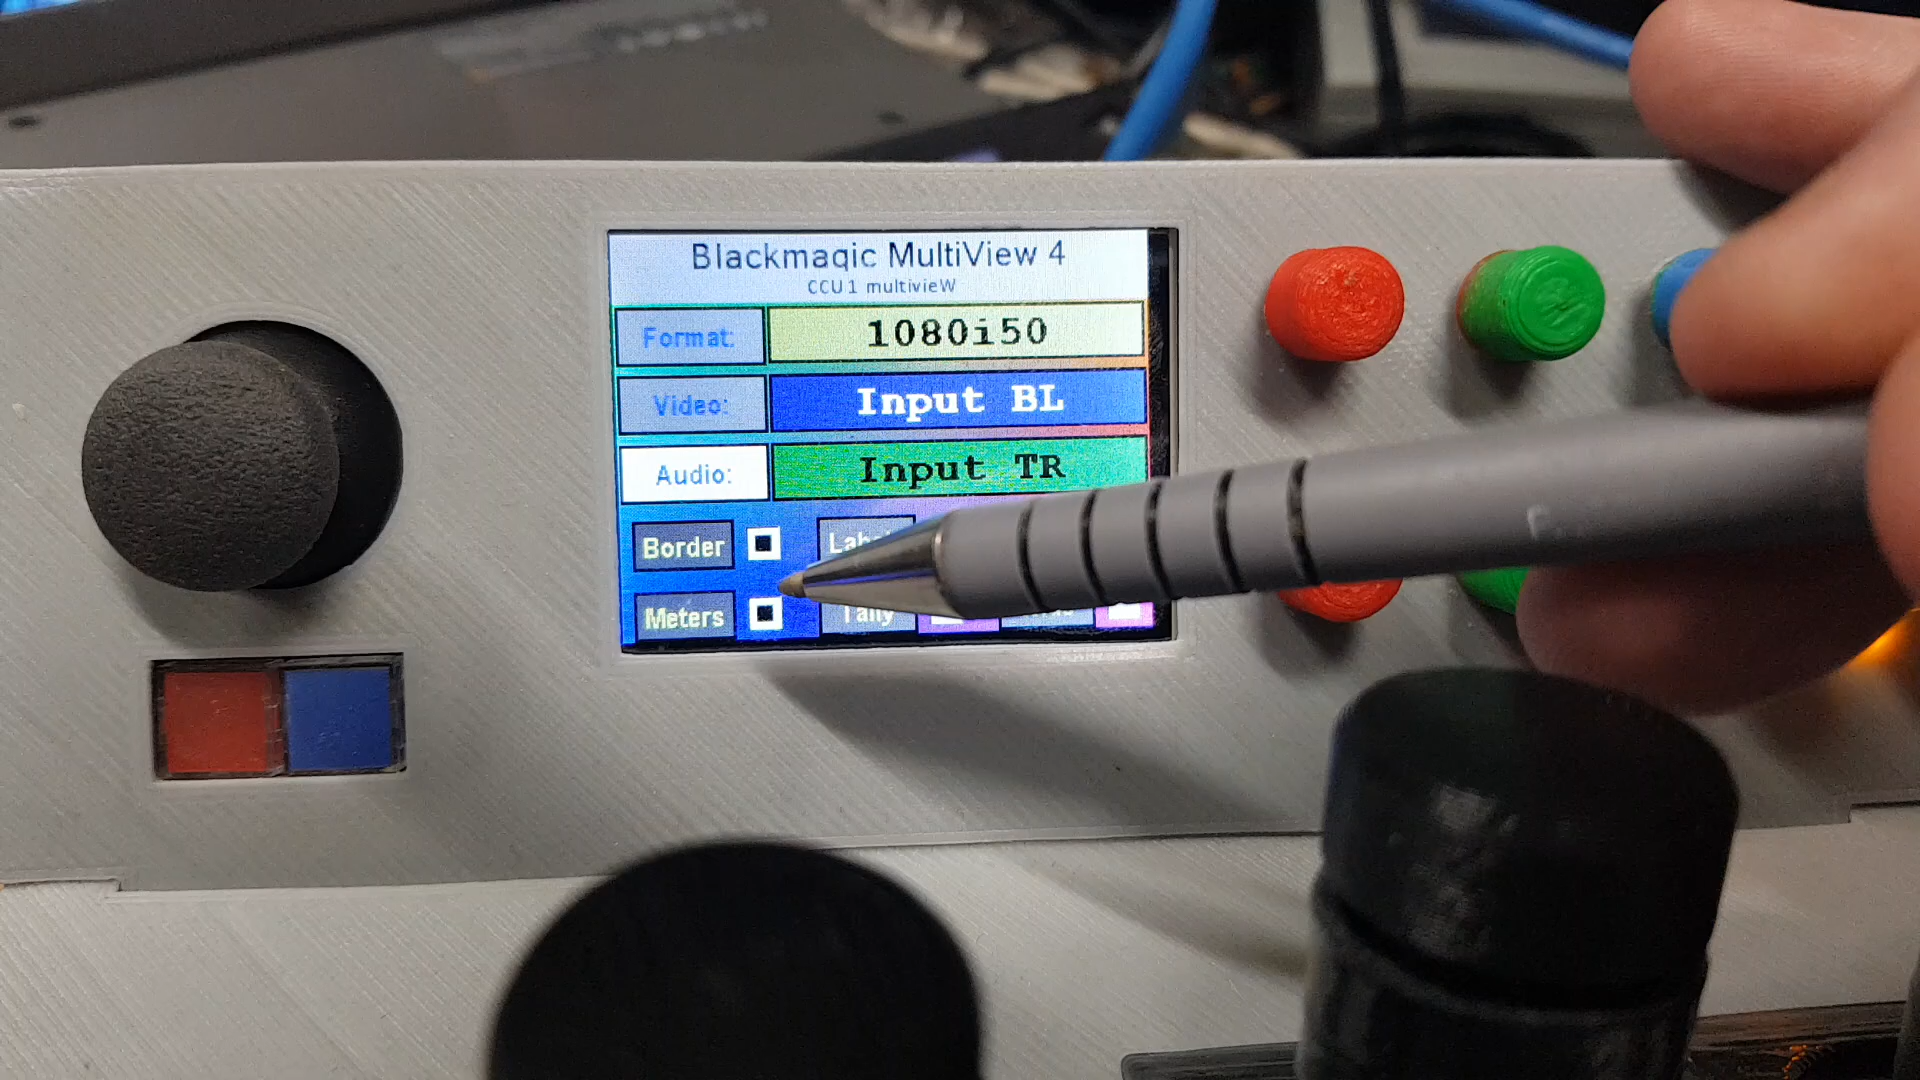 Blackmagic MultiView 4
CCU1 multivieW
Format: 1080i50
Video: Input BL
Audio: Input TR
Border
Meters Tally